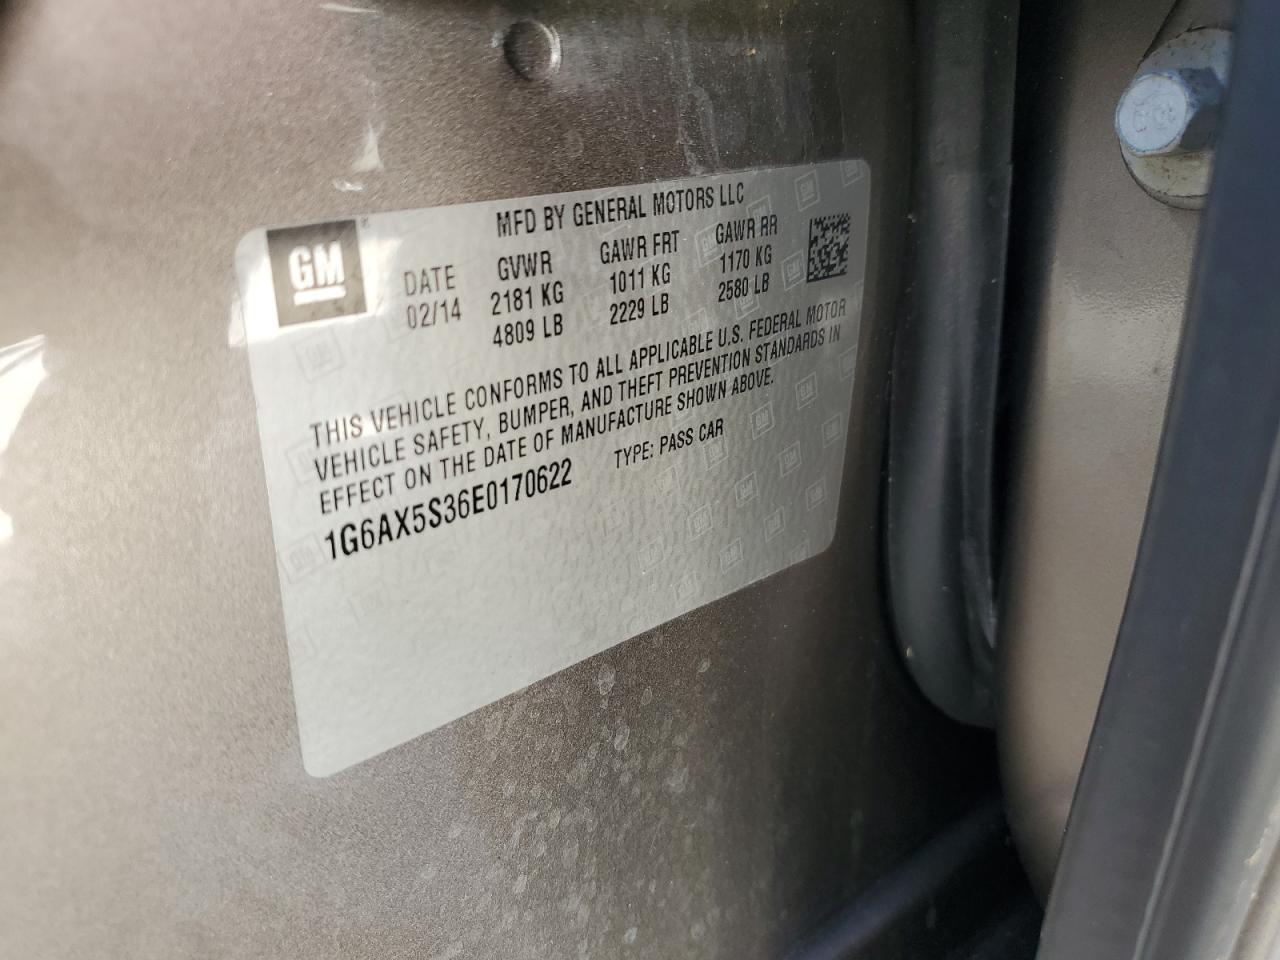 GM
MFD BY GENERAL MOTORS LLC
DATE GVWR GAWR FRT GAWR RR
02/14 2181 KG 1011 KG 1170 KG
4809 LB 2229 LB 2580 LB
THIS VEHICLE CONFORMS TO ALL APPLICABLE U.S. FEDERAL MOTOR
VEHICLE SAFETY, BUMPER, AND THEFT PREVENTION STANDARDS IN
EFFECT ON THE DATE OF MANUFACTURE SHOWN ABOVE.
1G6AX5S36E0170622 TYPE: PASS CAR